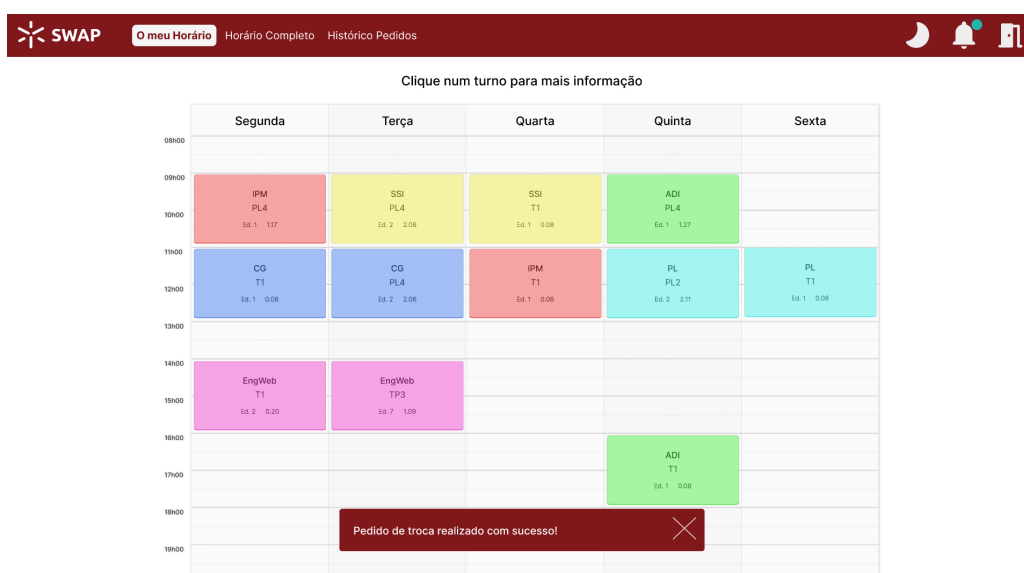 SWAP
O meu Horário
Horário Completo
Histórico Pedidos
Clique num turno para mais informação
Segunda
Terça
Quarta
Quinta
Sexta
08h00
09h00
IPM
PL4
Ed. 1 1.17
SSI
PL4
Ed. 2 2.08
SSI
T1
Ed. 1 0.08
ADI
PL4
Ed. 1 1.27
10h00
11h00
CG
T1
Ed. 1 0.08
CG
PL4
Ed. 2 2.06
IPM
T1
Ed. 1 0.08
PL
PL2
Ed. 2 2.11
PL
T1
Ed. 1 0.08
12h00
13h00
14h00
EngWeb
T1
Ed. 2 0.20
EngWeb
TP3
Ed. 7 1.09
15h00
16h00
ADI
T1
Ed. 1 0.08
17h00
18h00
Pedido de troca realizado com sucesso!
19h00